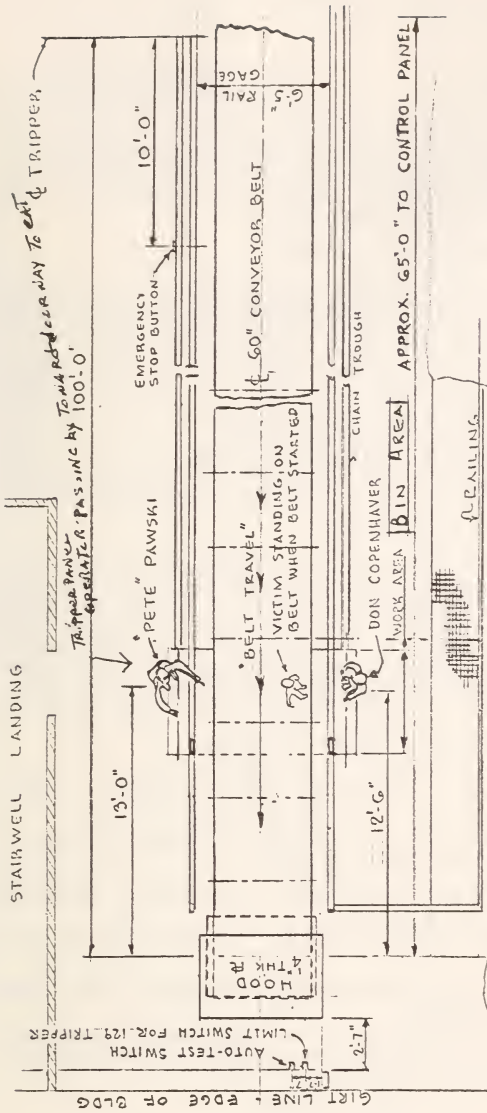 STAIRWELL LANDING
TRIPPER PANEL
OPERATOR PASSING BY TOWARD
WAY TO EXIT
100'-0'
℄ TRIPPER
10'-0"
EMERGENCY
STOP BUTTON
"PETE" PAWSKI
13'-0"
6'-5"
RAIL
GAGE
℄ 60" CONVEYOR BELT
"BELT TRAVEL"
VICTIM STANDING ON
BELT WHEN BELT STARTED
HOOD
THK ℞
CHAIN TROUGH
DON COPENHAVER
WORK AREA
BIN AREA
APPROX. 65'-0" TO CONTROL PANEL
12'-6"
RAILING
2'-7"
AUTO-TEST SWITCH
LIMIT SWITCH FOR 129 TRIPPER
GIRT LINE - EDGE OF BLDG